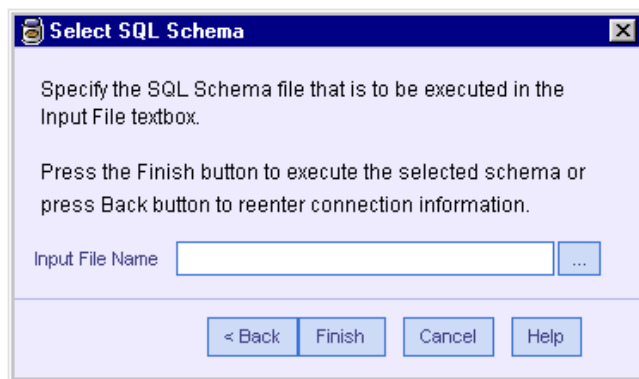 Select SQL Schema
Specify the SQL Schema file that is to be executed in the
Input File textbox.
Press the Finish button to execute the selected schema or
press Back button to reenter connection information.
Input File Name ...
< Back Finish Cancel Help